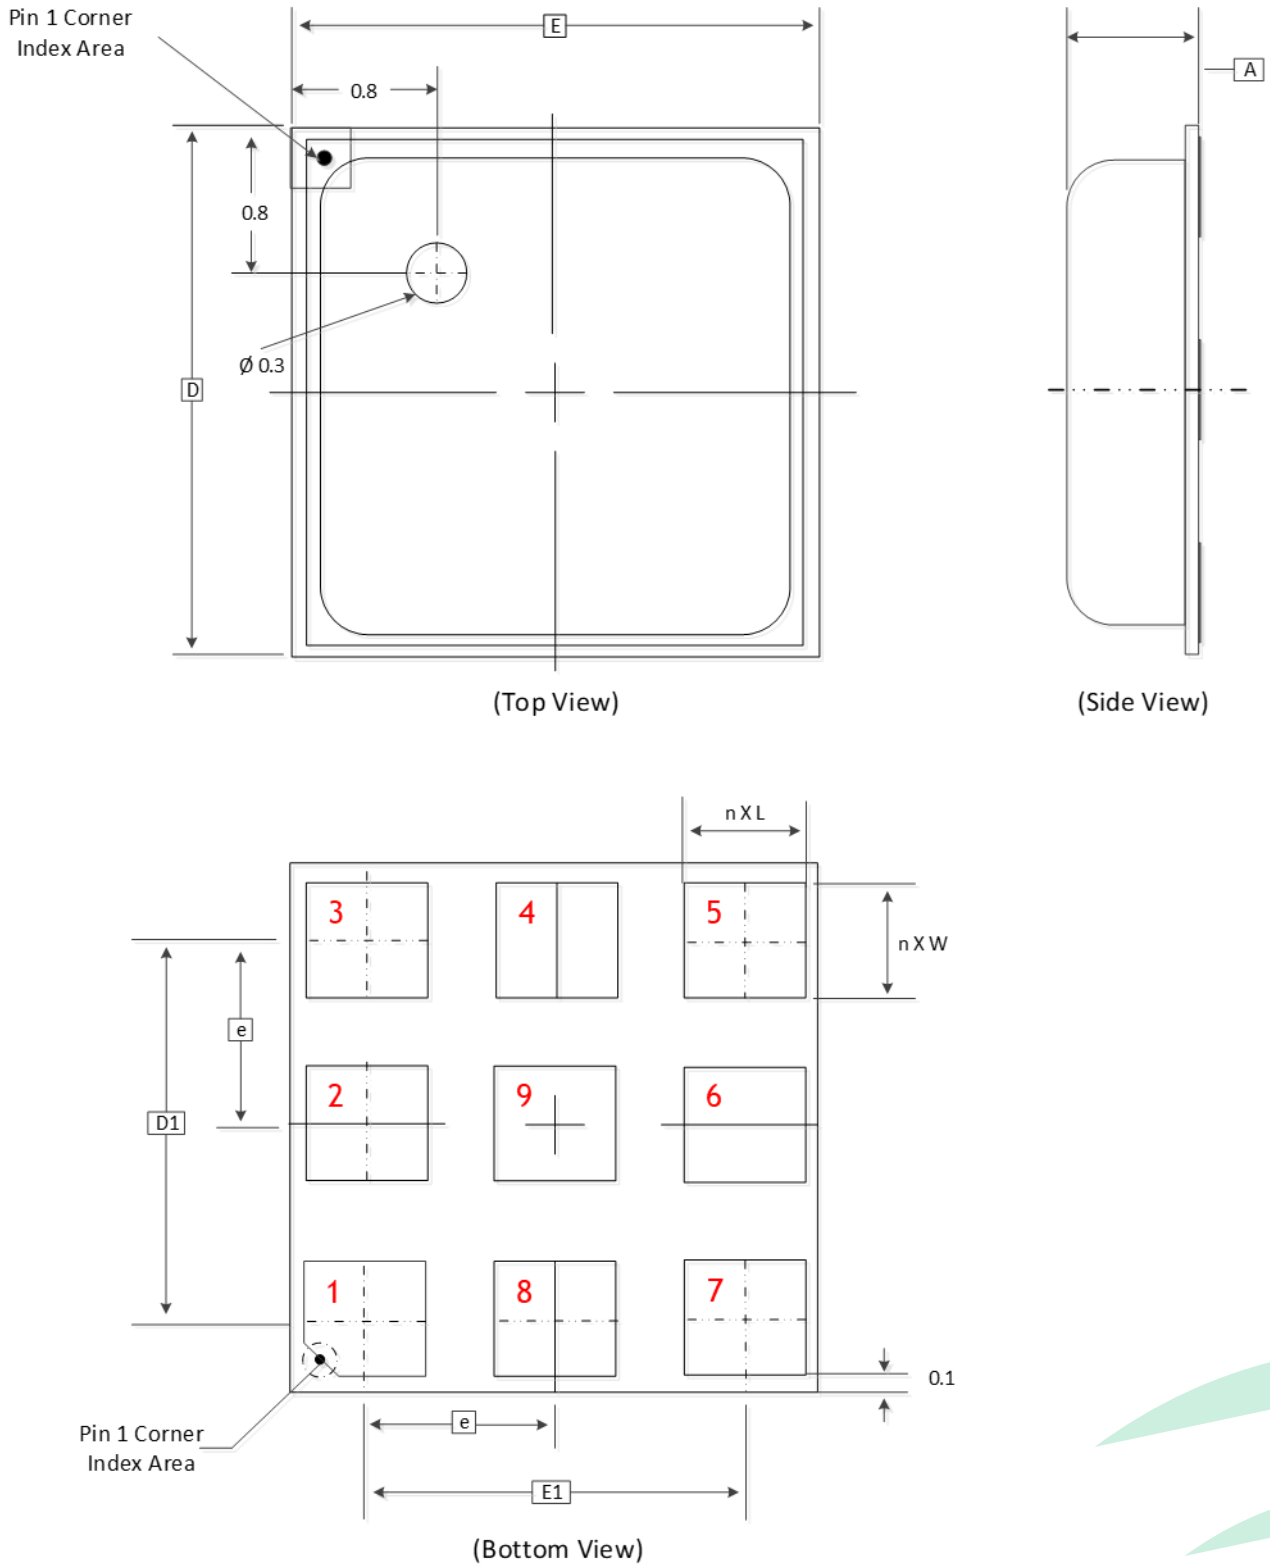 Pin 1 Corner
Index Area
E
0.8
A
0.8
Ø 0.3
D
(Top View)
(Side View)
n X L
3
4
5
n X W
e
2
9
6
D1
1
8
7
0.1
Pin 1 Corner
Index Area
e
E1
(Bottom View)